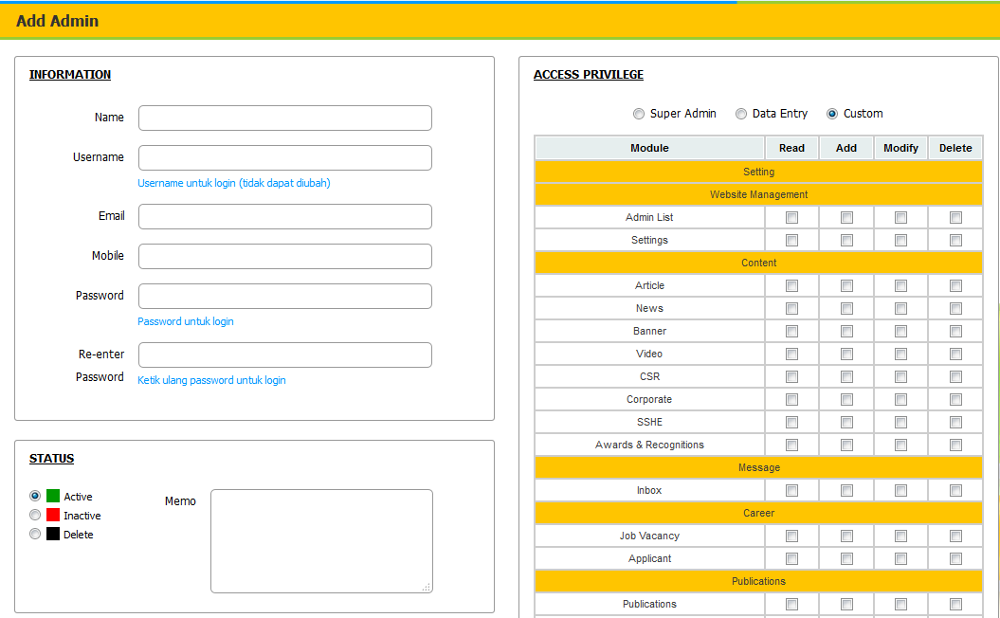 Add Admin
INFORMATION
Name
Username
Username untuk login (tidak dapat diubah)
Email
Mobile
Password
Password untuk login
Re-enter
Password
Ketik ulang password untuk login
STATUS
Active
Inactive
Delete
Memo
ACCESS PRIVILEGE
Super Admin Data Entry Custom
Module Read Add Modify Delete
Setting
Website Management
Admin List
Settings
Content
Article
News
Banner
Video
CSR
Corporate
SSHE
Awards & Recognitions
Message
Inbox
Career
Job Vacancy
Applicant
Publications
Publications